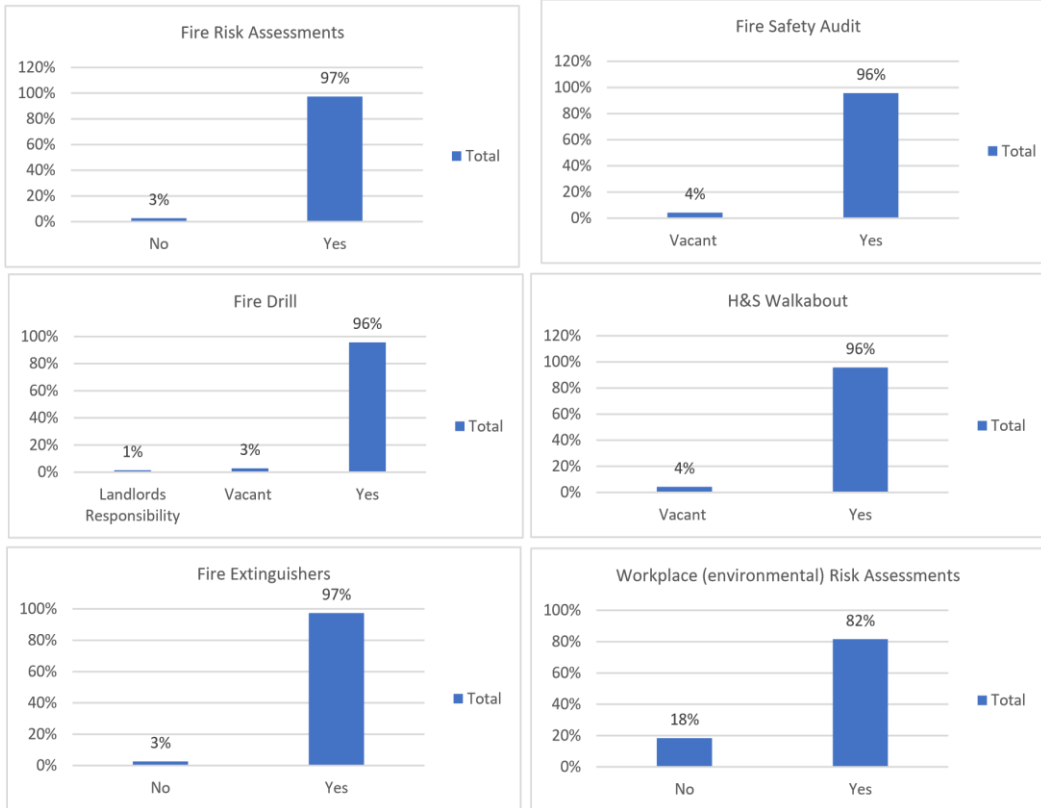 Fire Risk Assessments
120%
100%
80%
60%
40%
20%
0%
3%
97%
No
Yes
Total
Fire Safety Audit
120%
100%
80%
60%
40%
20%
0%
4%
96%
Vacant
Yes
Total
Fire Drill
100%
80%
60%
40%
20%
0%
1%
3%
96%
Landlords
Responsibility
Vacant
Yes
Total
H&S Walkabout
120%
100%
80%
60%
40%
20%
0%
4%
96%
Vacant
Yes
Total
Fire Extinguishers
100%
80%
60%
40%
20%
0%
3%
97%
No
Yes
Total
Workplace (environmental) Risk Assessments
100%
80%
60%
40%
20%
0%
18%
82%
No
Yes
Total